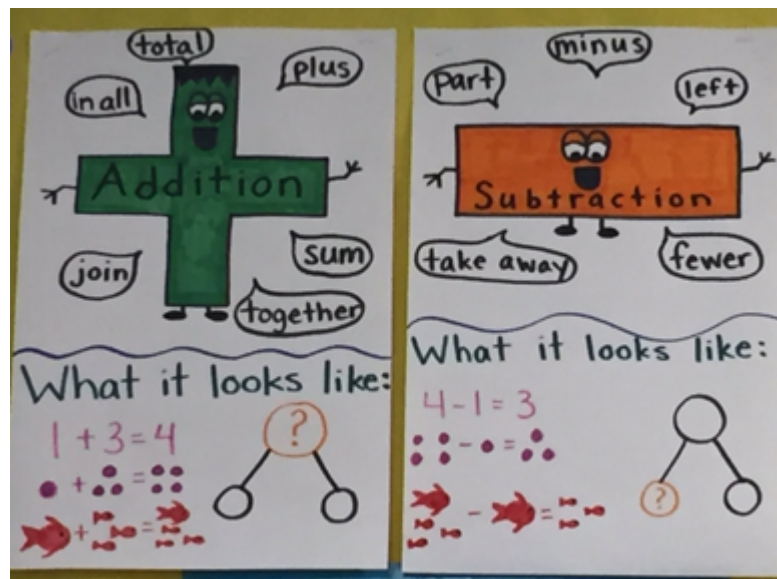 total
plus
in all
Addition
join
sum
together
What it looks like:
1 + 3 = 4
+ =
?
+ =
minus
part
left
Subtraction
take away
fewer
What it looks like:
4 - 1 = 3
- =
?
- =